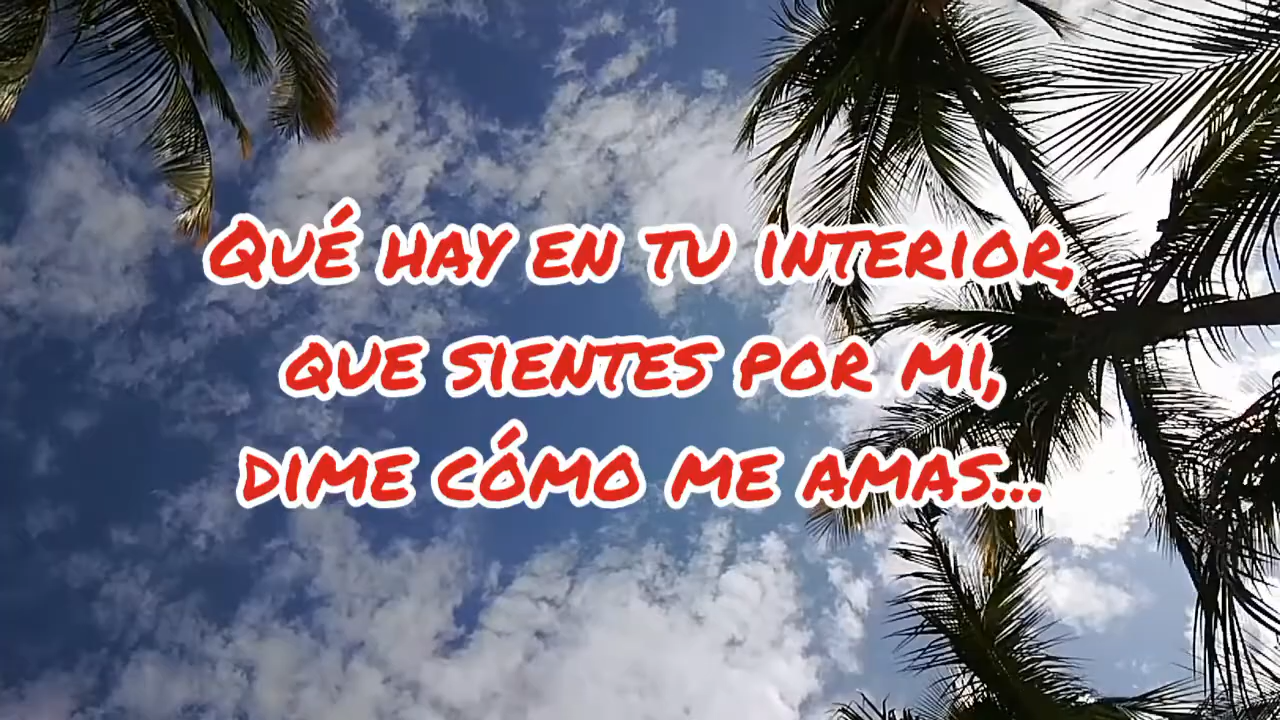 Qué hay en tu interior,
que sientes por mi,
dime cómo me amas...